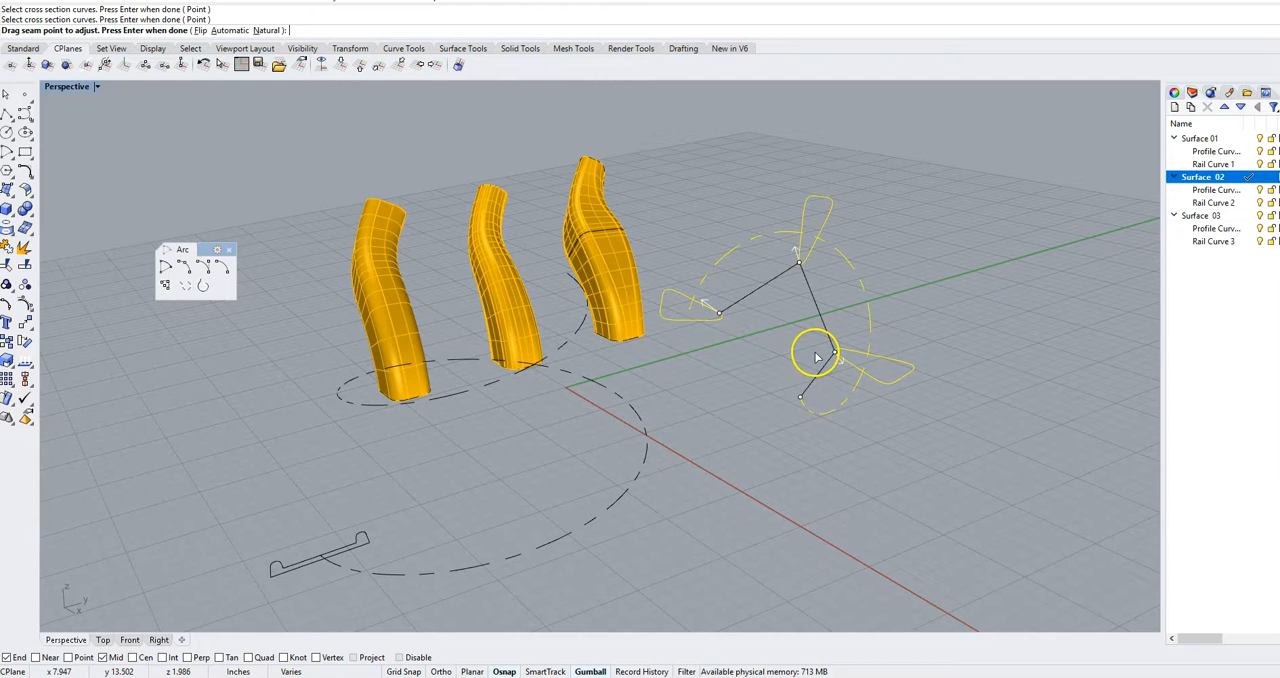 Select cross section curves. Press Enter when done ( Point )
Select cross section curves. Press Enter when done ( Point )
Drag seam point to adjust. Press Enter when done ( Flip Automatic Natural ):
Standard CPlanes Set View Display Select Viewport Layout Visibility Transform Curve Tools Surface Tools Solid Tools Mesh Tools Render Tools Drafting New in V6
Perspective
Name
Surface 01
Profile Curv...
Rail Curve 1
Surface 02
Profile Curv...
Rail Curve 2
Surface 03
Profile Curv...
Rail Curve 3
Arc
z
y
x
Perspective Top Front Right
End Near Point Mid Cen Int Perp Tan Quad Knot Vertex Project Disable
CPlane x 7.947 y 13.502 z 1.986 Inches Varies Grid Snap Ortho Planar Osnap SmartTrack Gumball Record History Filter Available physical memory: 713 MB